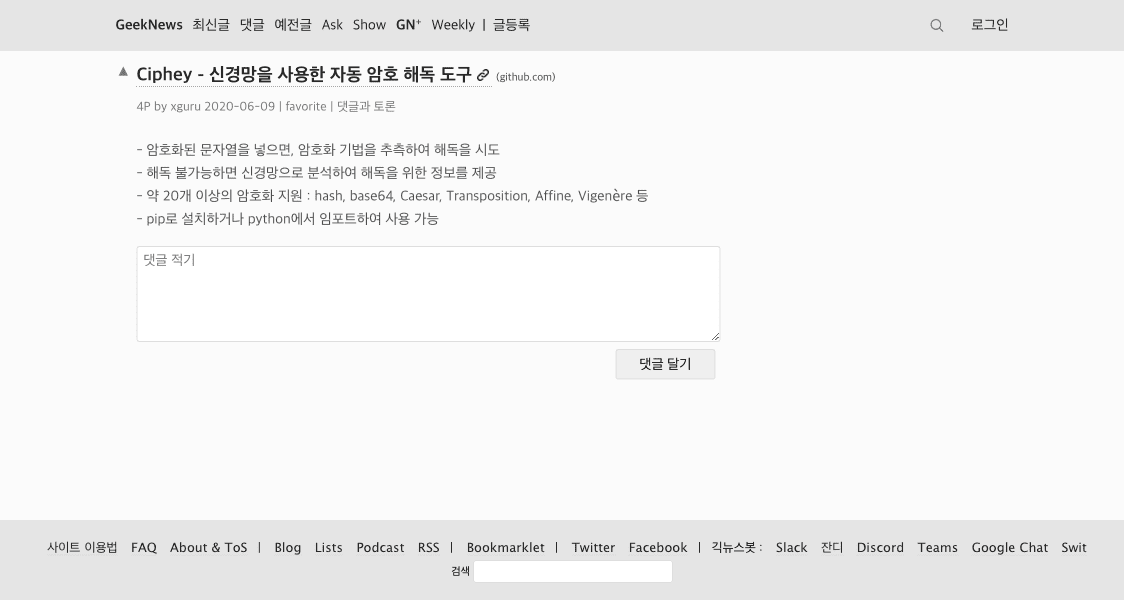 GeekNews 최신글 댓글 예전글 Ask Show GN+ Weekly | 글등록 로그인
▲ Ciphey - 신경망을 사용한 자동 암호 해독 도구 (github.com)
4P by xguru 2020-06-09 | favorite | 댓글과 토론
- 암호화된 문자열을 넣으면, 암호화 기법을 추측하여 해독을 시도
- 해독 불가능하면 신경망으로 분석하여 해독을 위한 정보를 제공
- 약 20개 이상의 암호화 지원 : hash, base64, Caesar, Transposition, Affine, Vigenère 등
- pip로 설치하거나 python에서 임포트하여 사용 가능
댓글 적기
댓글 달기
사이트 이용법 FAQ About & ToS | Blog Lists Podcast RSS | Bookmarklet | Twitter Facebook | 긱뉴스봇 : Slack 잔디 Discord Teams Google Chat Swit
검색